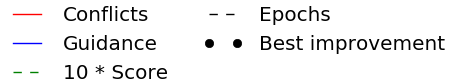 Conflicts
Guidance
10 * Score
Epochs
Best improvement